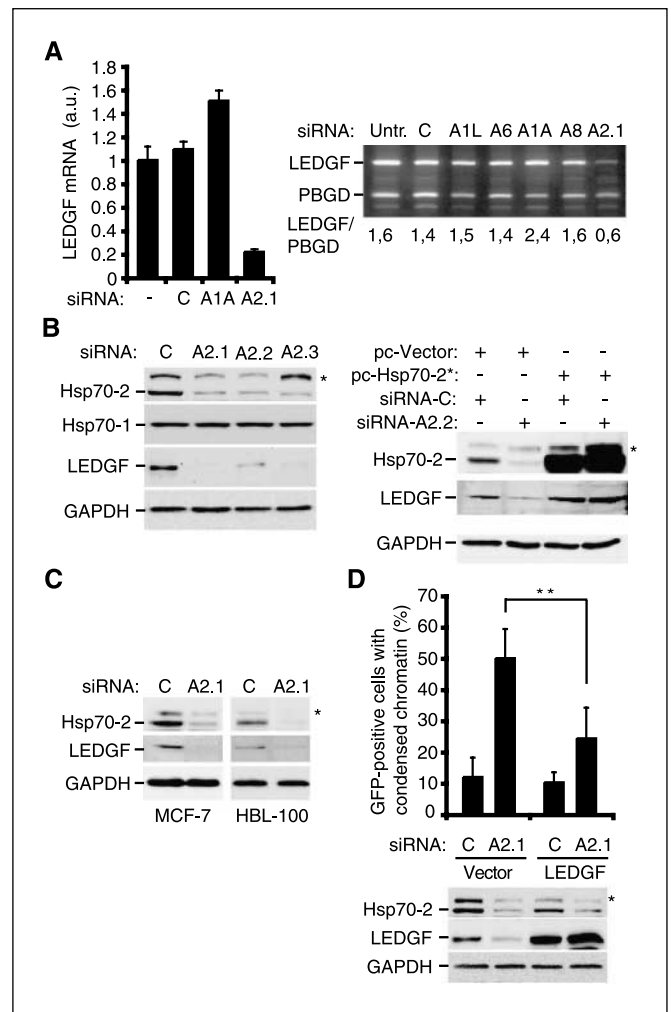 A
LEDGF mRNA (a.u.)
1.8
1.6
1.4
1.2
1
0.8
0.6
0.4
0.2
0
siRNA: - C A1A A2.1
siRNA: Untr. C A1L A6 A1A A8 A2.1
LEDGF
PBGD
LEDGF/
PBGD
1,6 1,4 1,5 1,4 2,4 1,6 0,6
B
siRNA: C A2.1 A2.2 A2.3
*
Hsp70-2
Hsp70-1
LEDGF
GAPDH
pc-Vector: + + - -
pc-Hsp70-2*: - - + +
siRNA-C: + - + -
siRNA-A2.2: - + - +
*
Hsp70-2
LEDGF
GAPDH
C
siRNA: C A2.1 C A2.1
*
Hsp70-2
LEDGF
GAPDH
MCF-7 HBL-100
D
GFP-positive cells with
condensed chromatin (%)
70
60
50
40
30
20
10
0
**
siRNA: C A2.1 C A2.1
Vector LEDGF
*
Hsp70-2
LEDGF
GAPDH